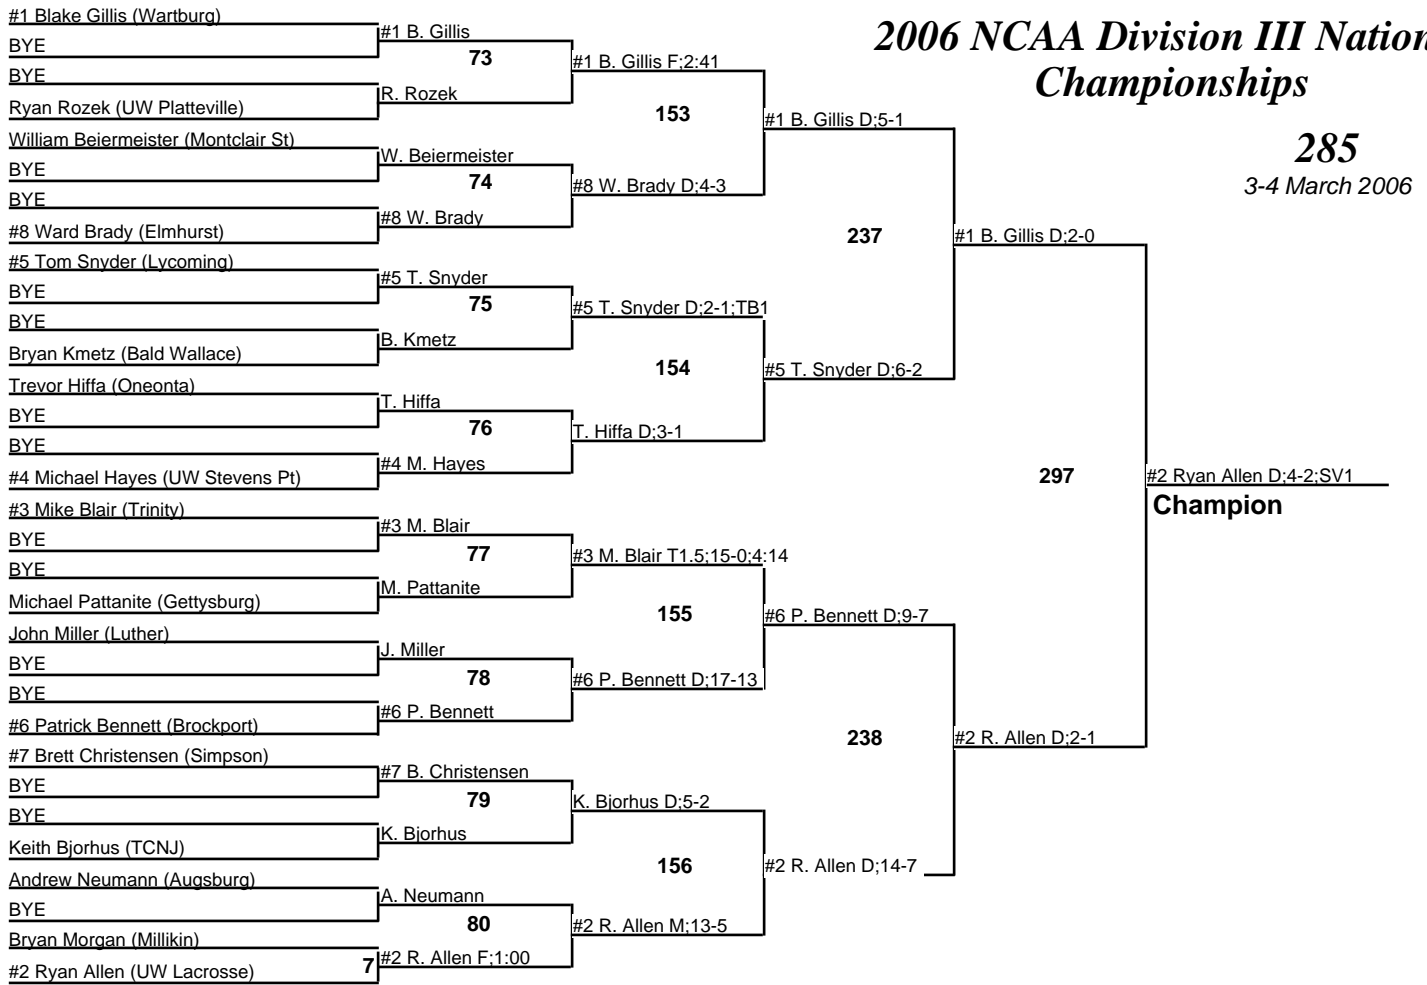 2006 NCAA Division III Nation
Championships
285
3-4 March 2006
#1 Blake Gillis (Wartburg)
BYE
BYE
Ryan Rozek (UW Platteville)
William Beiermeister (Montclair St)
BYE
BYE
#8 Ward Brady (Elmhurst)
#5 Tom Snyder (Lycoming)
BYE
BYE
Bryan Kmetz (Bald Wallace)
Trevor Hiffa (Oneonta)
BYE
BYE
#4 Michael Hayes (UW Stevens Pt)
#3 Mike Blair (Trinity)
BYE
BYE
Michael Pattanite (Gettysburg)
John Miller (Luther)
BYE
BYE
#6 Patrick Bennett (Brockport)
#7 Brett Christensen (Simpson)
BYE
BYE
Keith Bjorhus (TCNJ)
Andrew Neumann (Augsburg)
BYE
Bryan Morgan (Millikin)
#2 Ryan Allen (UW Lacrosse)
7
#1 B. Gillis
73
R. Rozek
W. Beiermeister
74
#8 W. Brady
#5 T. Snyder
75
B. Kmetz
T. Hiffa
76
#4 M. Hayes
#3 M. Blair
77
M. Pattanite
J. Miller
78
#6 P. Bennett
#7 B. Christensen
79
K. Bjorhus
A. Neumann
80
#2 R. Allen F;1:00
#1 B. Gillis F;2:41
153
#8 W. Brady D;4-3
#5 T. Snyder D;2-1;TB1
154
T. Hiffa D;3-1
#3 M. Blair T1.5;15-0;4:14
155
#6 P. Bennett D;17-13
K. Bjorhus D;5-2
156
#2 R. Allen M;13-5
#1 B. Gillis D;5-1
237
#5 T. Snyder D;6-2
#6 P. Bennett D;9-7
238
#2 R. Allen D;14-7
#1 B. Gillis D;2-0
297
#2 R. Allen D;2-1
#2 Ryan Allen D;4-2;SV1
Champion